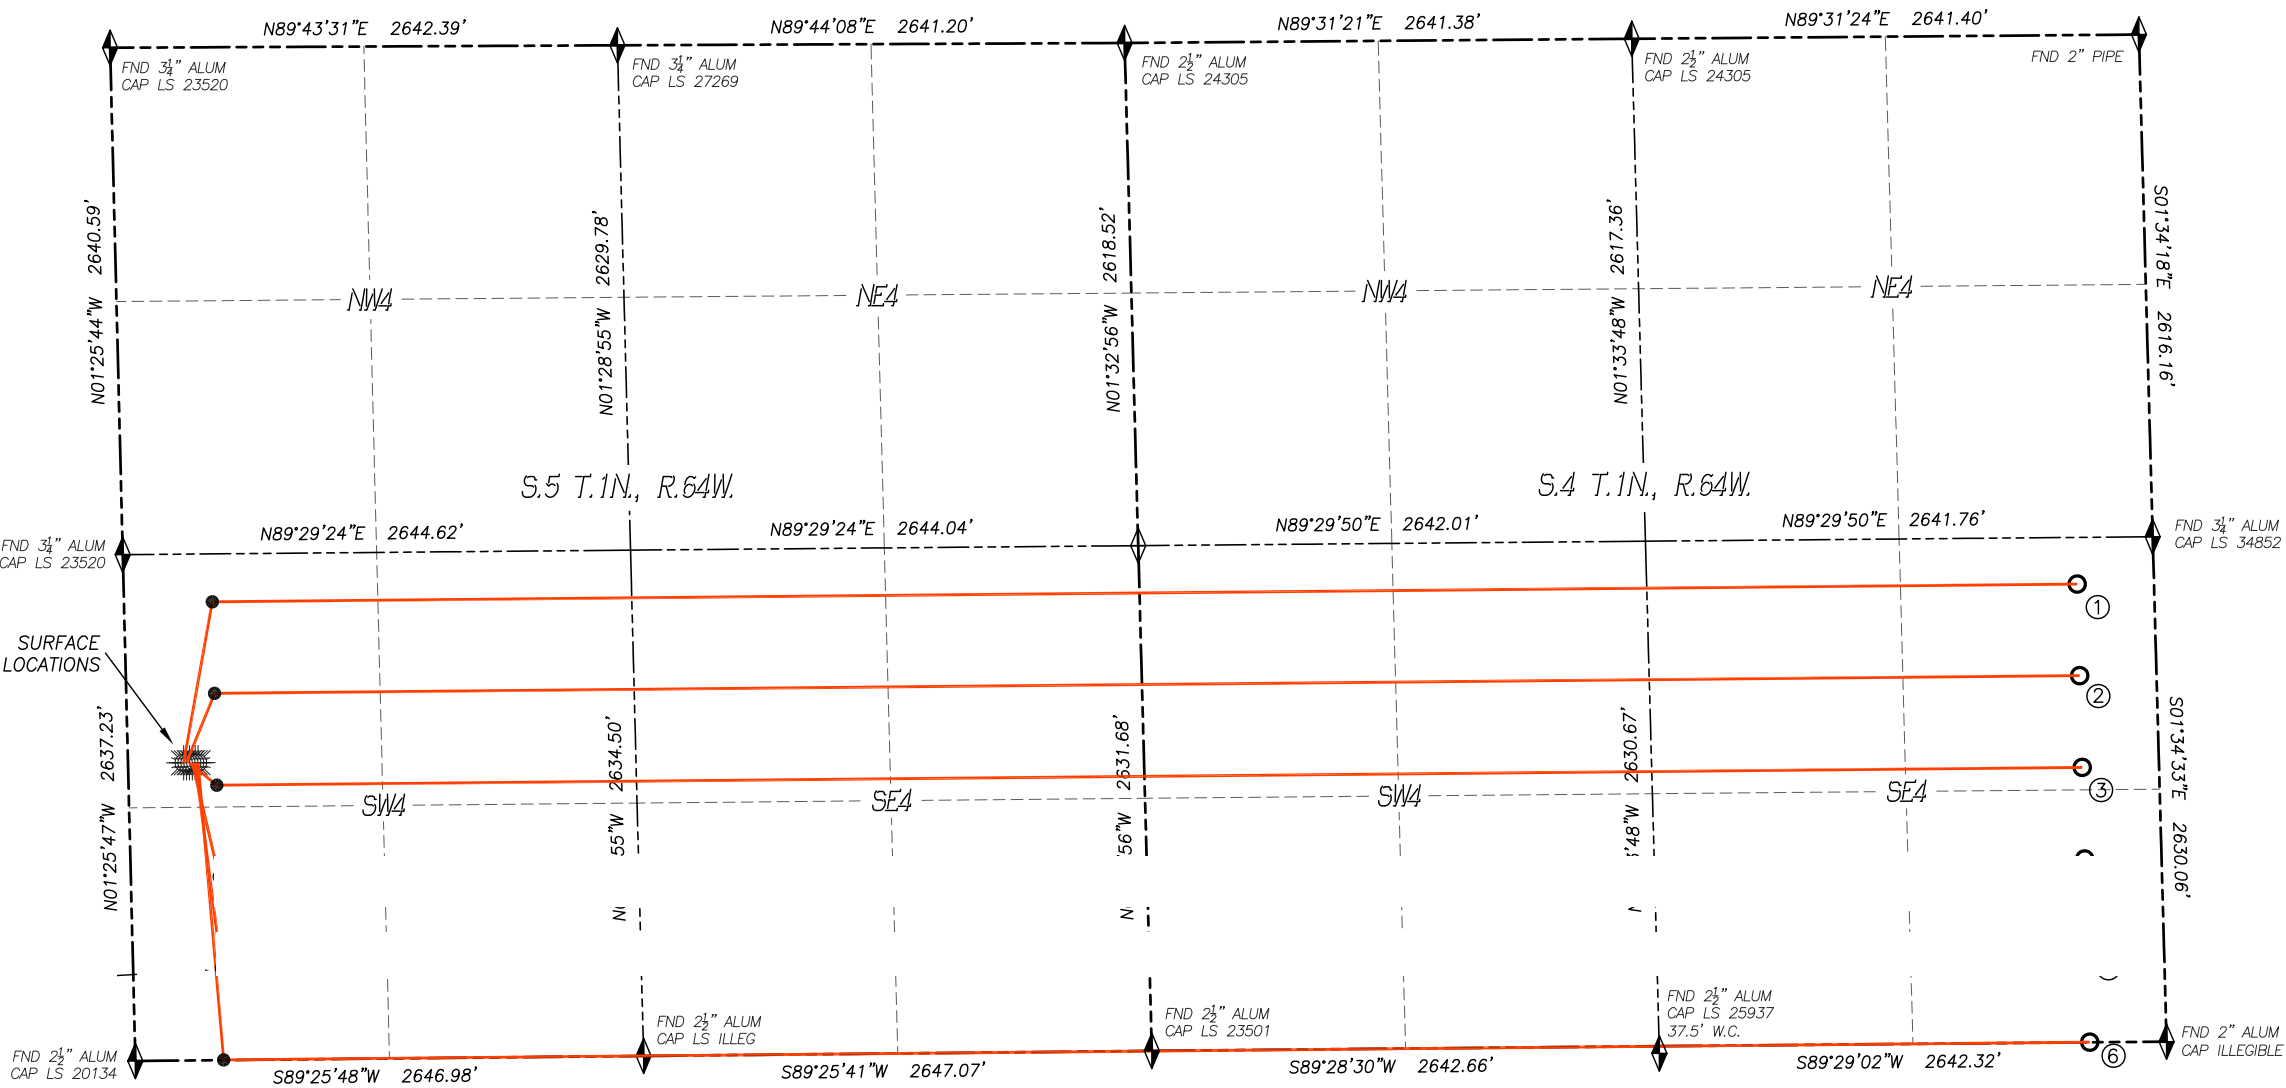 N89°43'31"E 2642.39'
N89°44'08"E 2641.20'
N89°31'21"E 2641.38'
N89°31'24"E 2641.40'
FND 3¼" ALUM
CAP LS 23520
FND 3¼" ALUM
CAP LS 27269
FND 2½" ALUM
CAP LS 24305
FND 2½" ALUM
CAP LS 24305
FND 2" PIPE
N01°25'44"W 2640.59'
N01°28'55"W 2629.78'
N01°32'56"W 2618.52'
N01°33'48"W 2617.36'
S01°34'18"E 2616.16'
NW4
NE4
NW4
NE4
S.5 T.1N., R.64W.
S.4 T.1N., R.64W.
N89°29'24"E 2644.62'
N89°29'24"E 2644.04'
N89°29'50"E 2642.01'
N89°29'50"E 2641.76'
FND 3¼" ALUM
CAP LS 23520
FND 3¼" ALUM
CAP LS 34852
1
SURFACE
LOCATIONS
2
N01°25'47"W 2637.23'
55"W 2634.50'
56"W 2631.68'
'48"W 2630.67'
S01°34'33"E 2630.06'
3
SW4
SE4
SW4
SE4
FND 2½" ALUM
CAP LS ILLEG
FND 2½" ALUM
CAP LS 23501
FND 2½" ALUM
CAP LS 25937
37.5' W.C.
FND 2½" ALUM
CAP LS 20134
6
FND 2" ALUM
CAP ILLEGIBLE
S89°25'48"W 2646.98'
S89°25'41"W 2647.07'
S89°28'30"W 2642.66'
S89°29'02"W 2642.32'